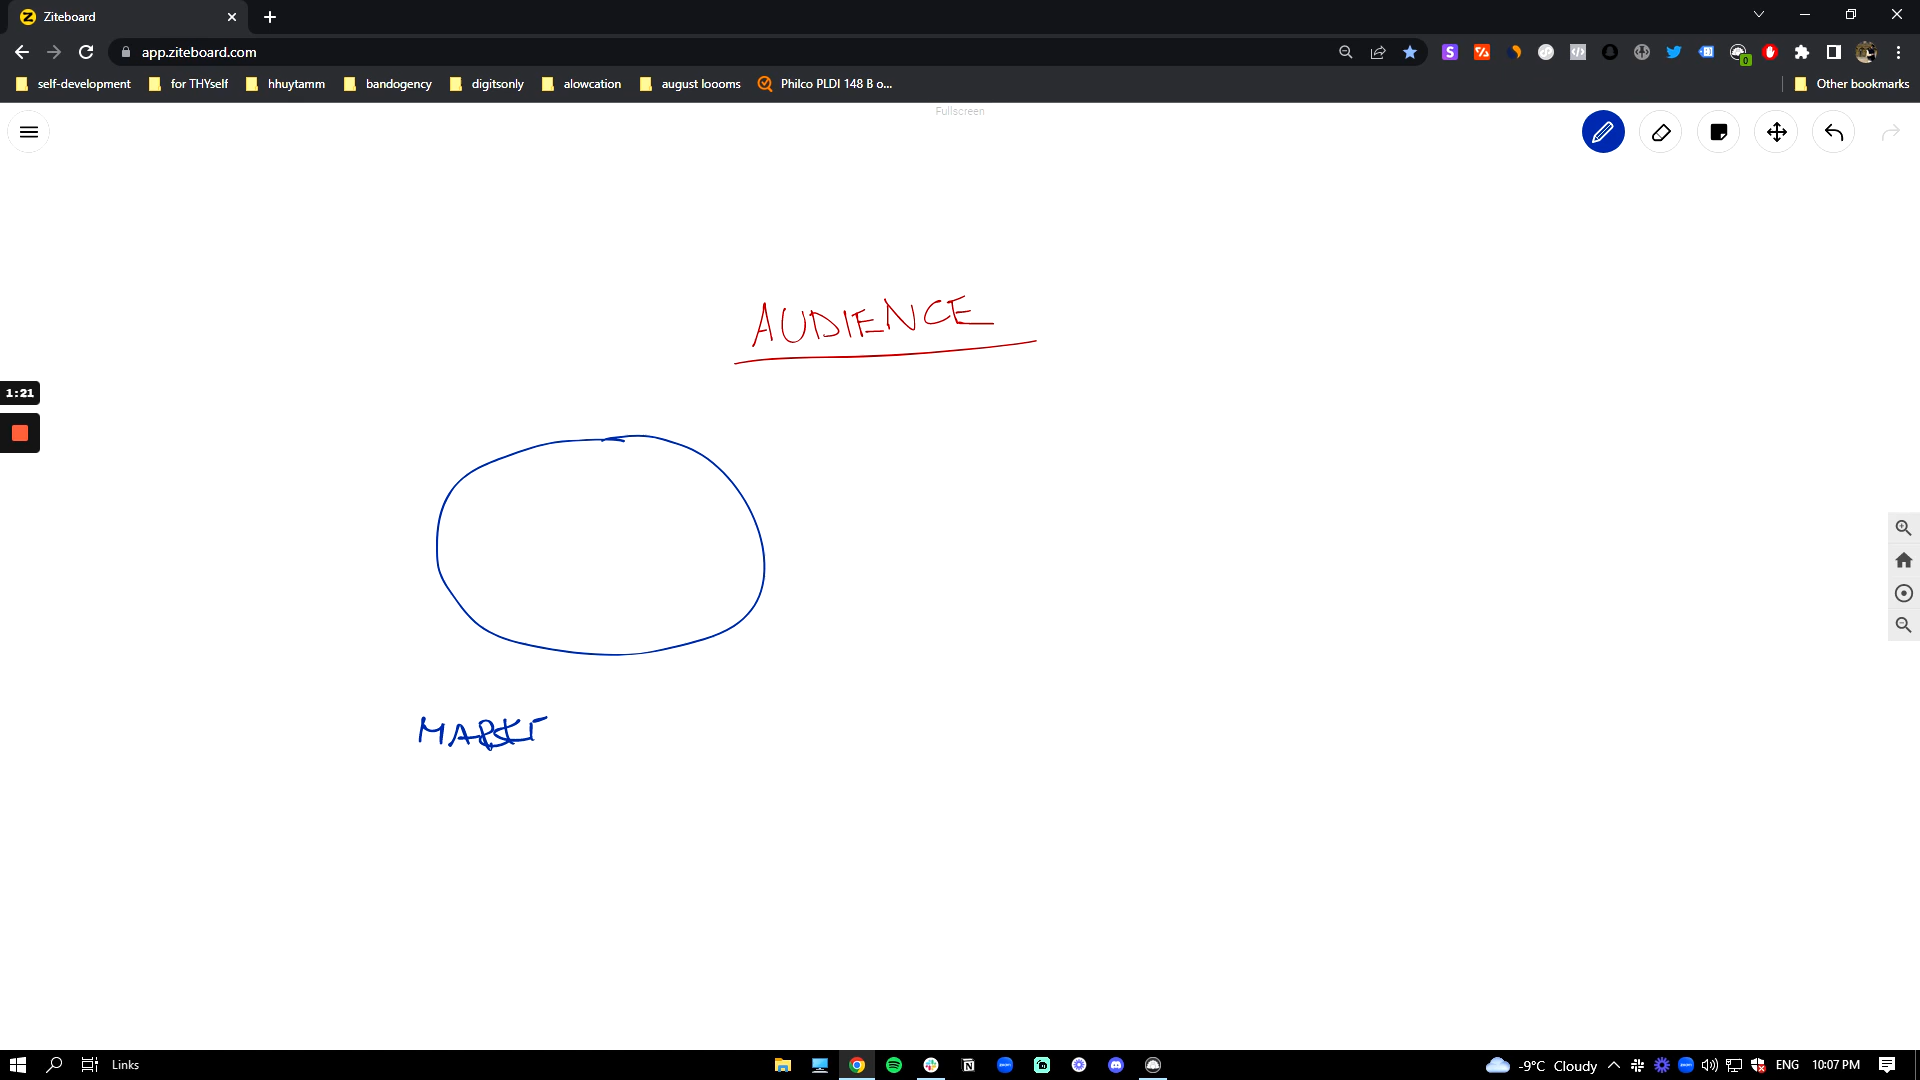 Ziteboard
app.ziteboard.com
0
self-development for THYself hhuytamm bandogency digitsonly alowcation august loooms Philco PLDI 148 B o... Other bookmarks
Fullscreen
AUDIENCE
1:21
Links -9°C Cloudy ENG 10:07 PM